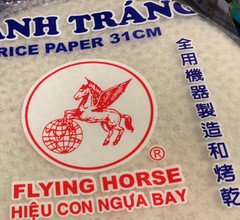 ANH TRÁNG
RICE PAPER 31CM
全用機器製造和烤乾
®
FLYING HORSE
HIỆU CON NGỰA BAY